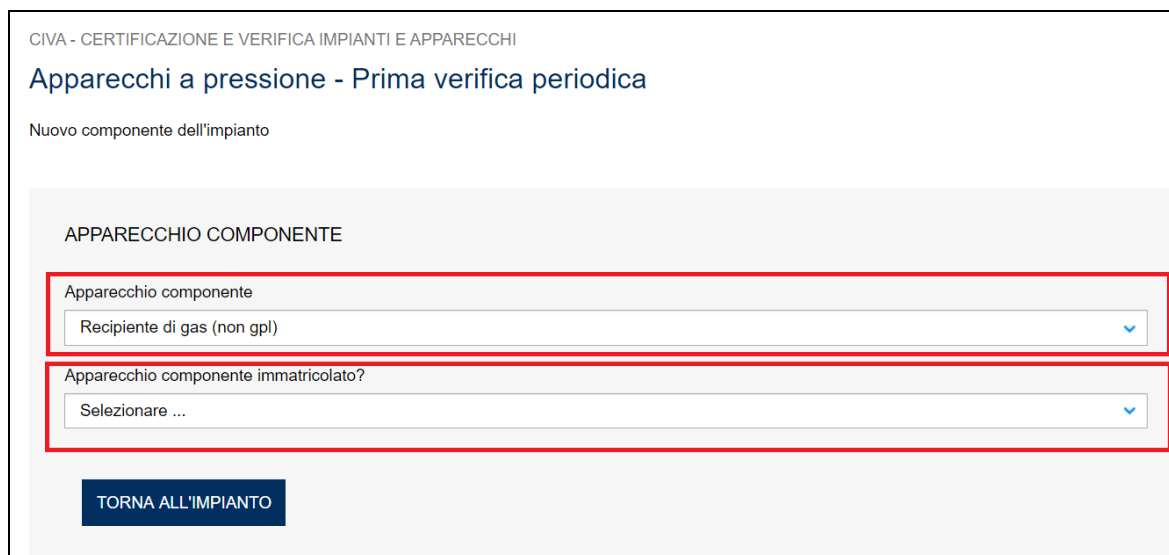 CIVA - CERTIFICAZIONE E VERIFICA IMPIANTI E APPARECCHI
Apparecchi a pressione - Prima verifica periodica
Nuovo componente dell'impianto
APPARECCHIO COMPONENTE
Apparecchio componente
Recipiente di gas (non gpl)
Apparecchio componente immatricolato?
Selezionare ...
TORNA ALL'IMPIANTO